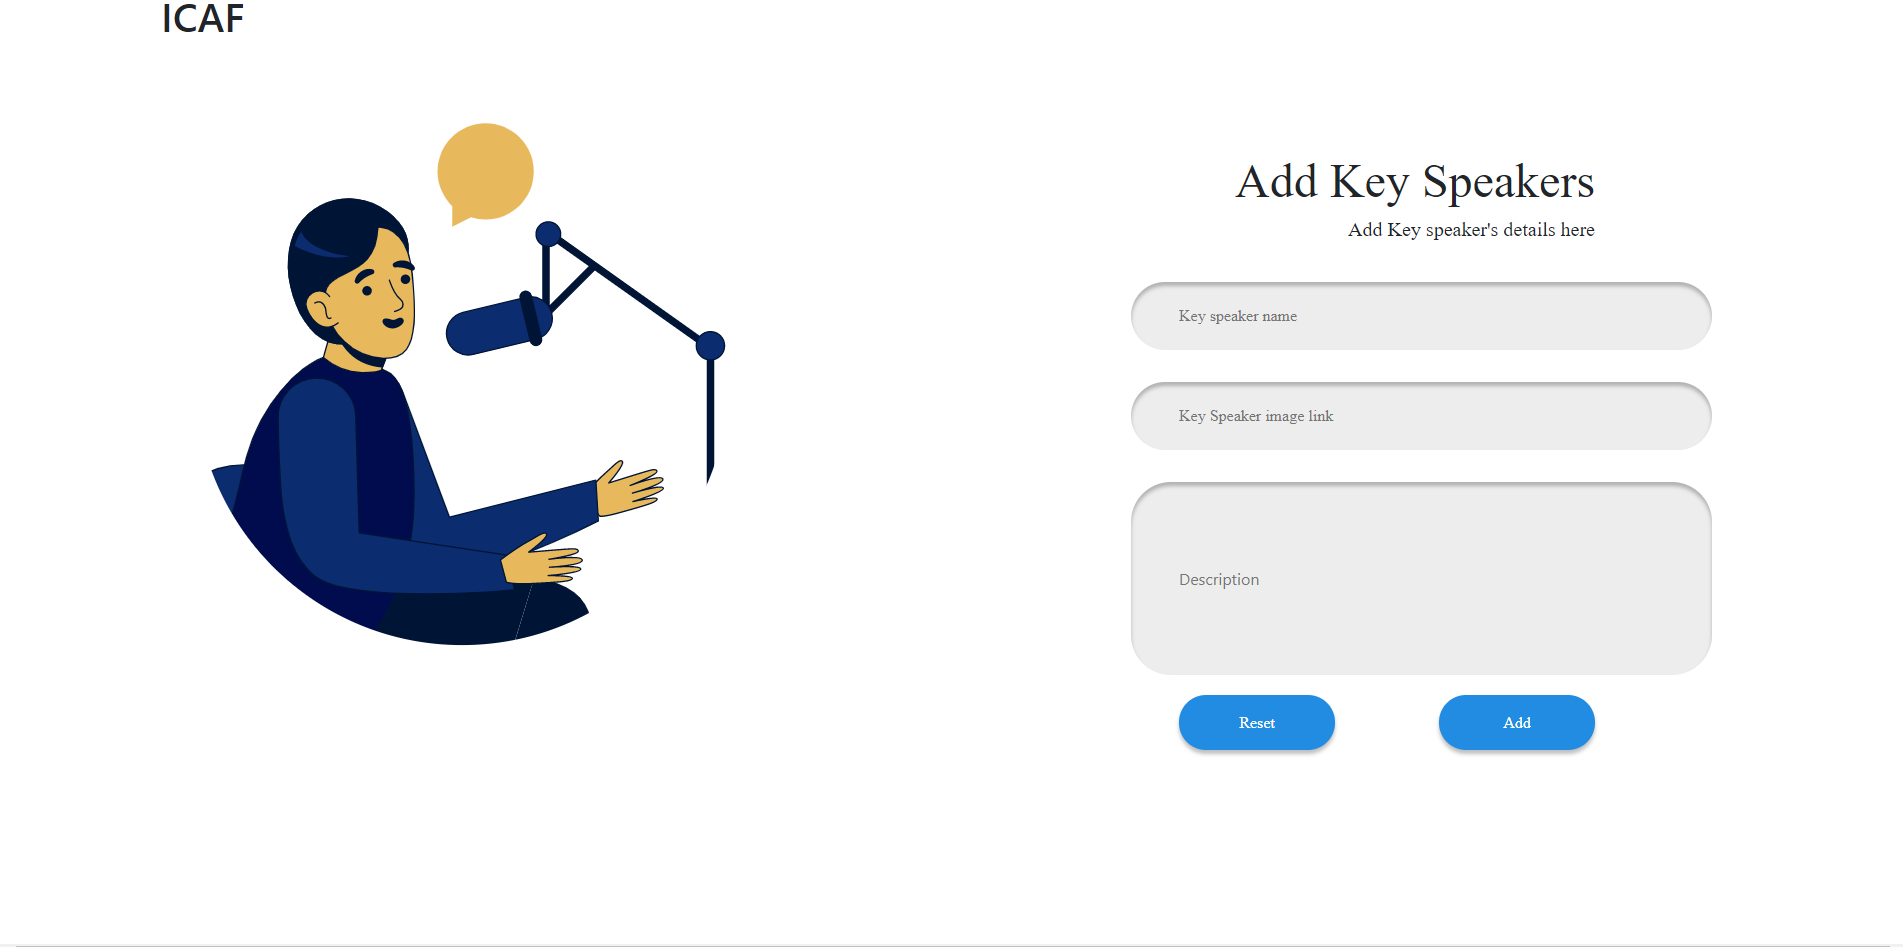 ICAF
Add Key Speakers
Add Key speaker's details here
Key speaker name
Key Speaker image link
Description
Reset
Add